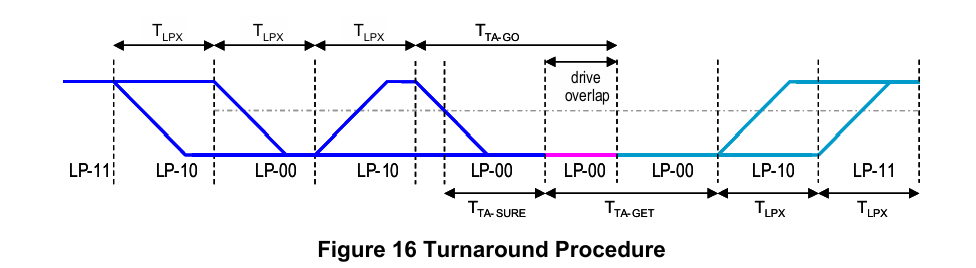 TLPX TLPX TLPX TTA-GO
drive
overlap
LP-11 LP-10 LP-00 LP-10 LP-00 LP-00 LP-00 LP-10 LP-11
TTA-SURE TTA-GET TLPX TLPX
Figure 16 Turnaround Procedure